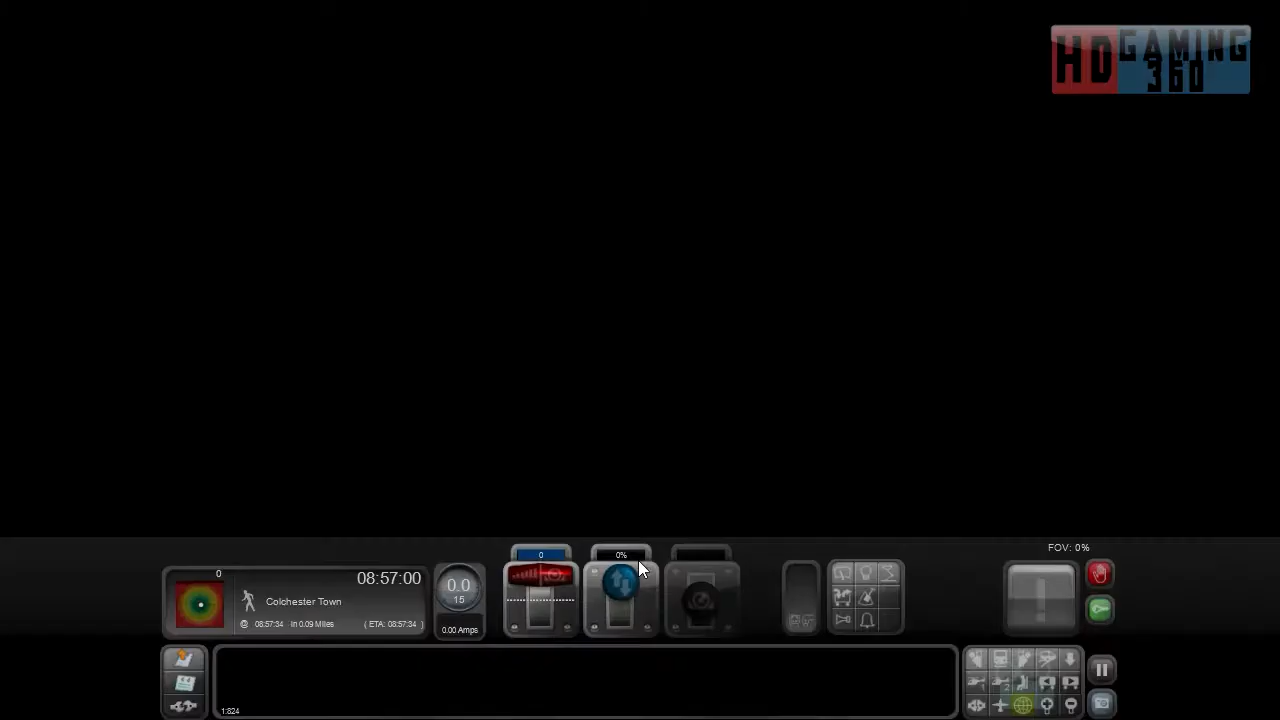 HD GAMING
360
FOV: 0%
0
0%
0
08:57:00
Colchester Town
08:57:34 in 0.09 Miles ( ETA: 08:57:34 )
0.0
15
0.00 Amps
1:824